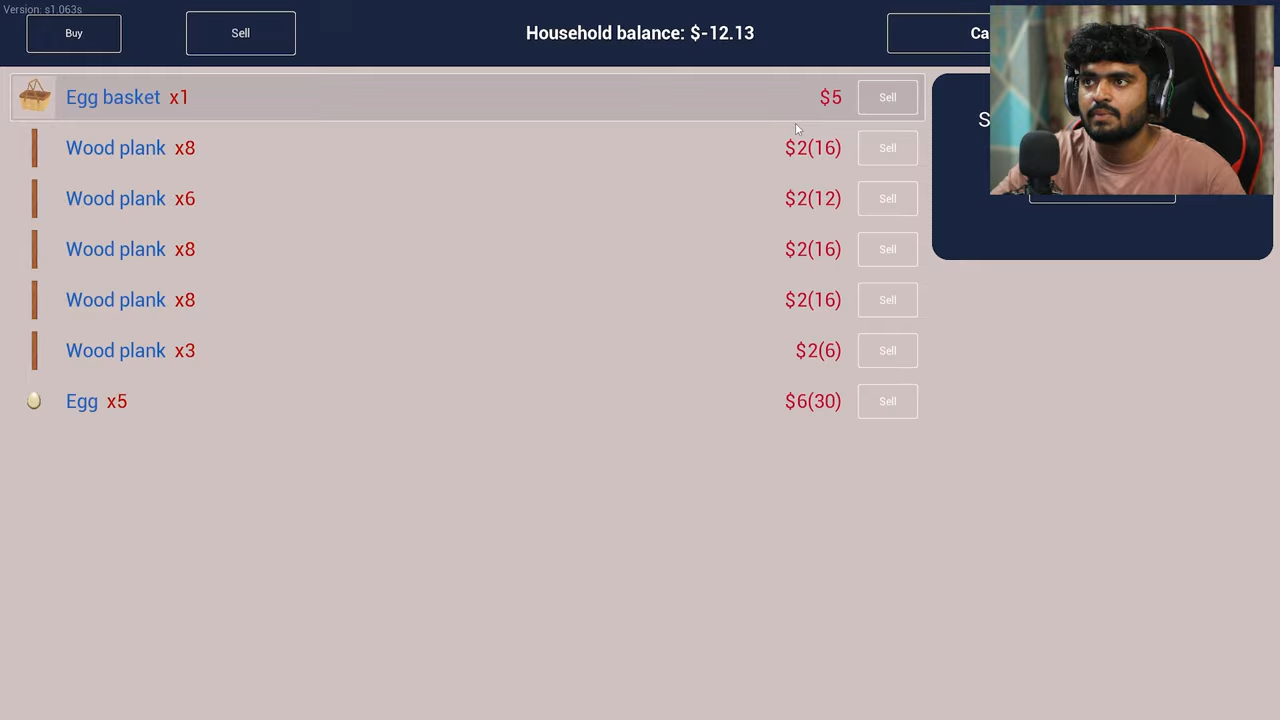 Version: s1.063s
Buy
Sell
Household balance: $-12.13
Egg basket x1 $5 Sell
Wood plank x8 $2(16) Sell
Wood plank x6 $2(12) Sell
Wood plank x8 $2(16) Sell
Wood plank x8 $2(16) Sell
Wood plank x3 $2(6) Sell
Egg x5 $6(30) Sell